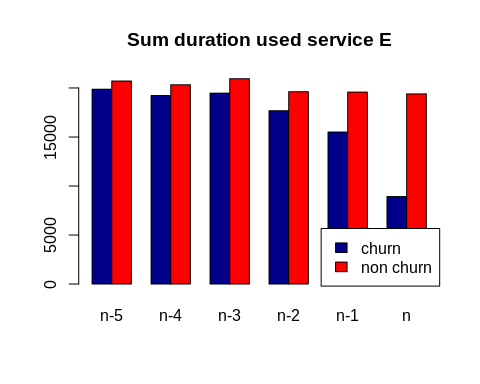 Sum duration used service E
15000
5000
0
churn
non churn
n-5 n-4 n-3 n-2 n-1 n